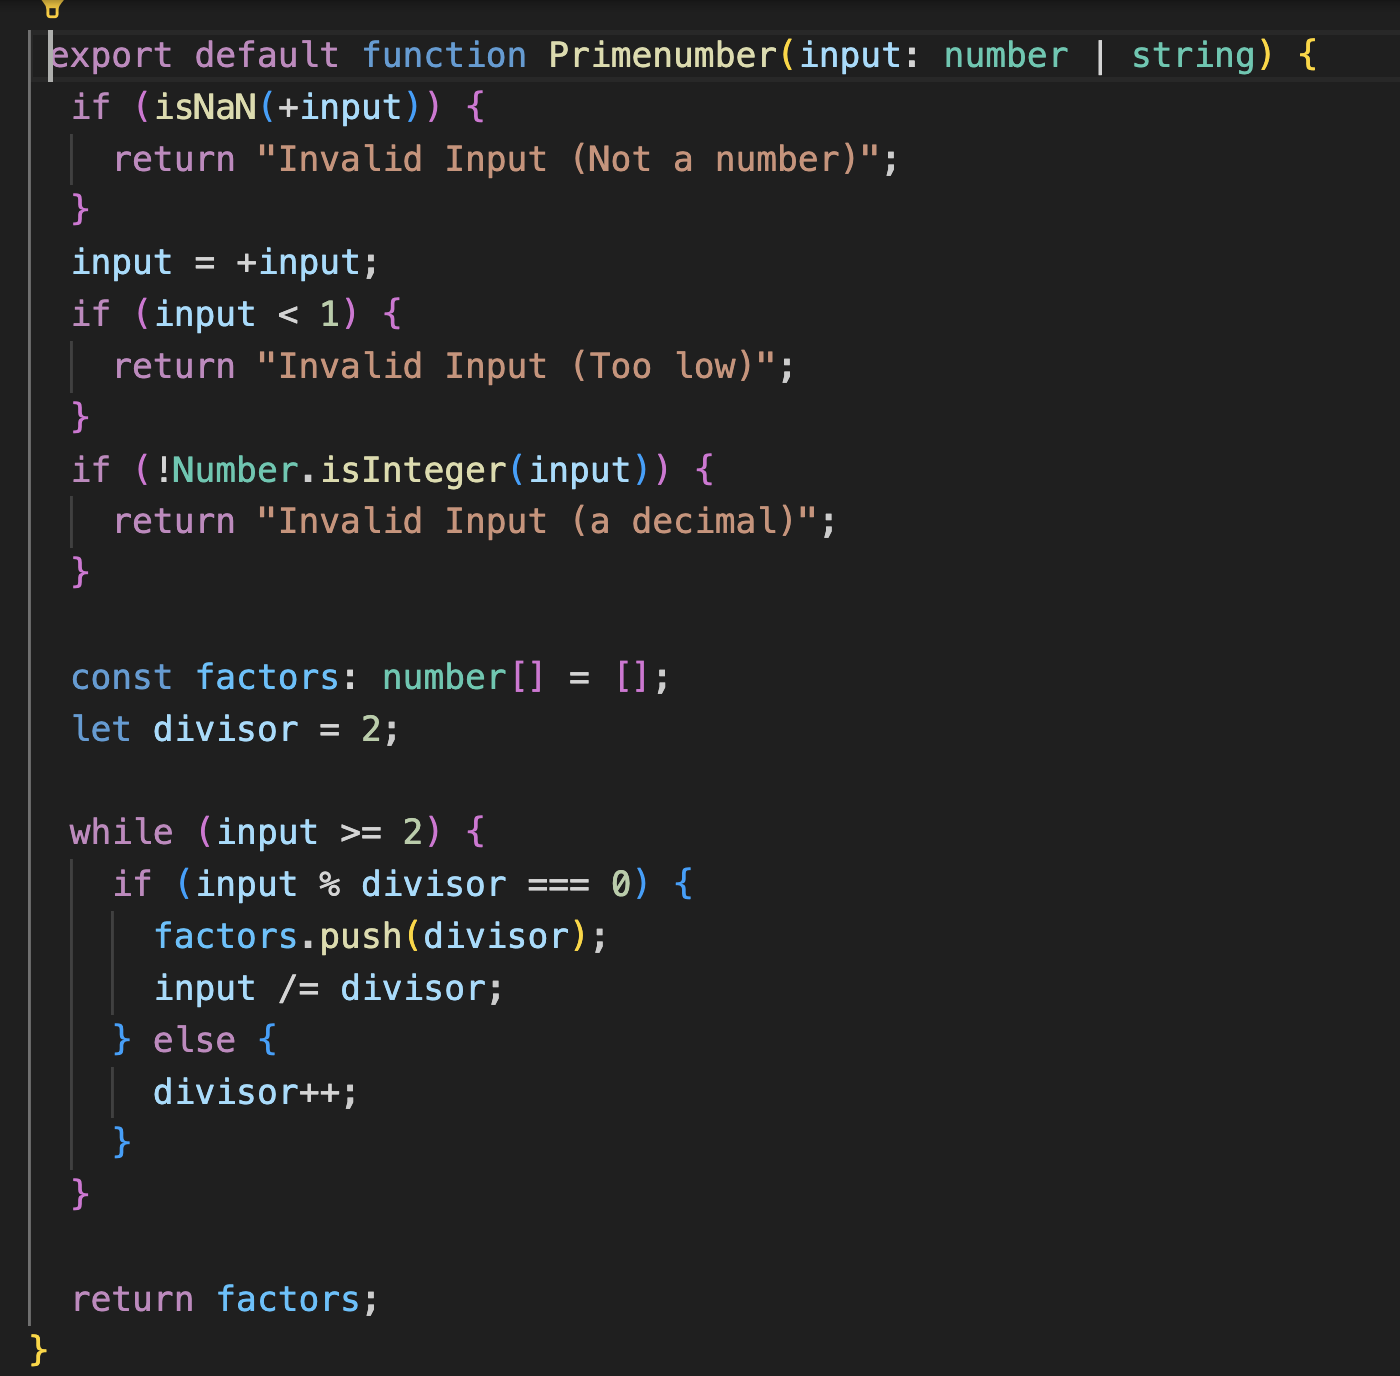 export default function Primenumber(input: number | string) {
  if (isNaN(+input)) {
    return "Invalid Input (Not a number)";
  }
  input = +input;
  if (input < 1) {
    return "Invalid Input (Too low)";
  }
  if (!Number.isInteger(input)) {
    return "Invalid Input (a decimal)";
  }

  const factors: number[] = [];
  let divisor = 2;

  while (input >= 2) {
    if (input % divisor === 0) {
      factors.push(divisor);
      input /= divisor;
    } else {
      divisor++;
    }
  }

  return factors;
}